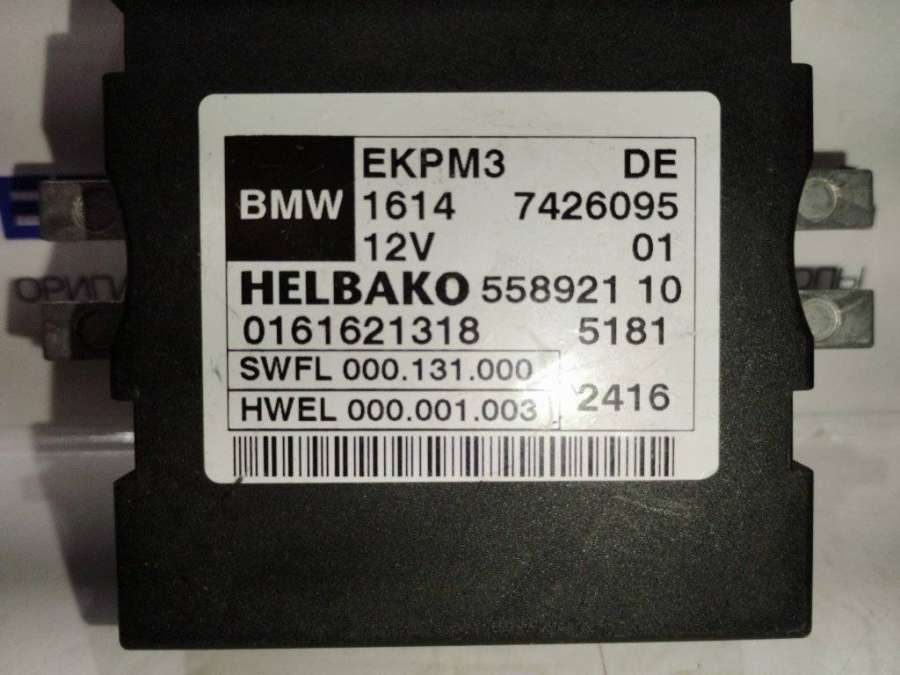 BMW
EKPM3 DE
1614 7426095
12V 01
HELBAKO 558921 10
0161621318 5181
SWFL 000.131.000
HWEL 000.001.003
2416